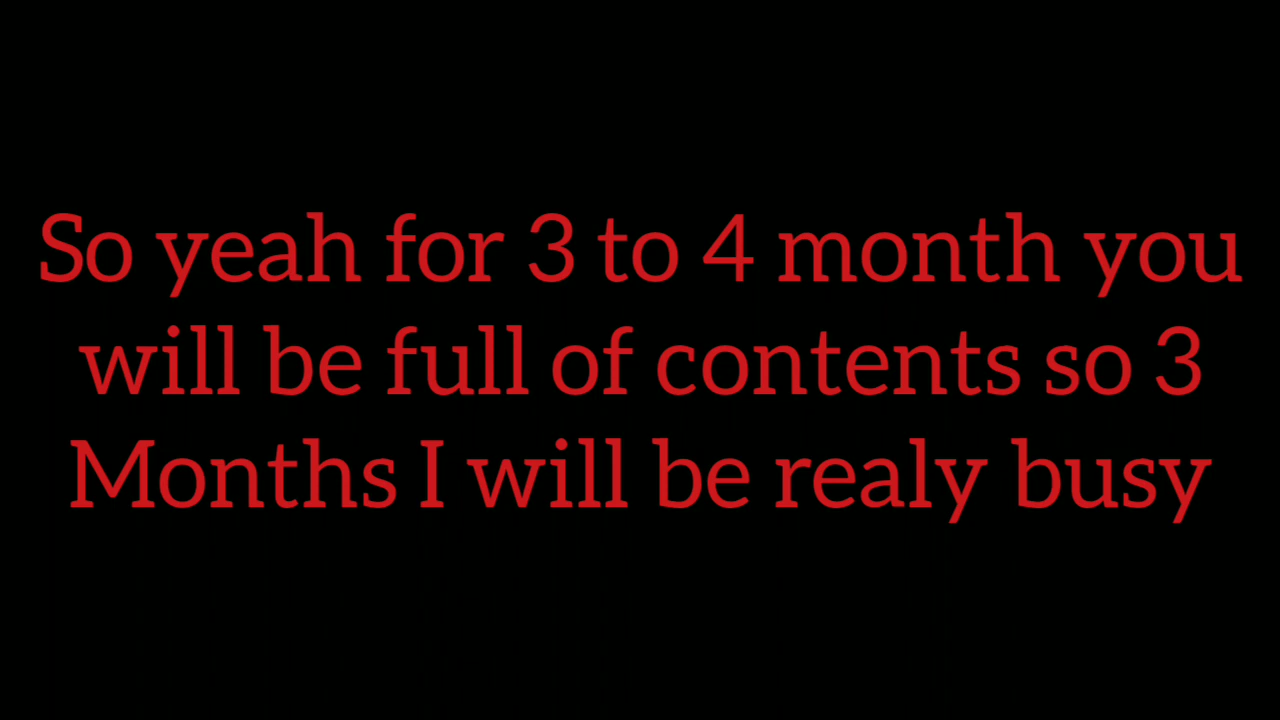 So yeah for 3 to 4 month you
will be full of contents so 3
Months I will be realy busy